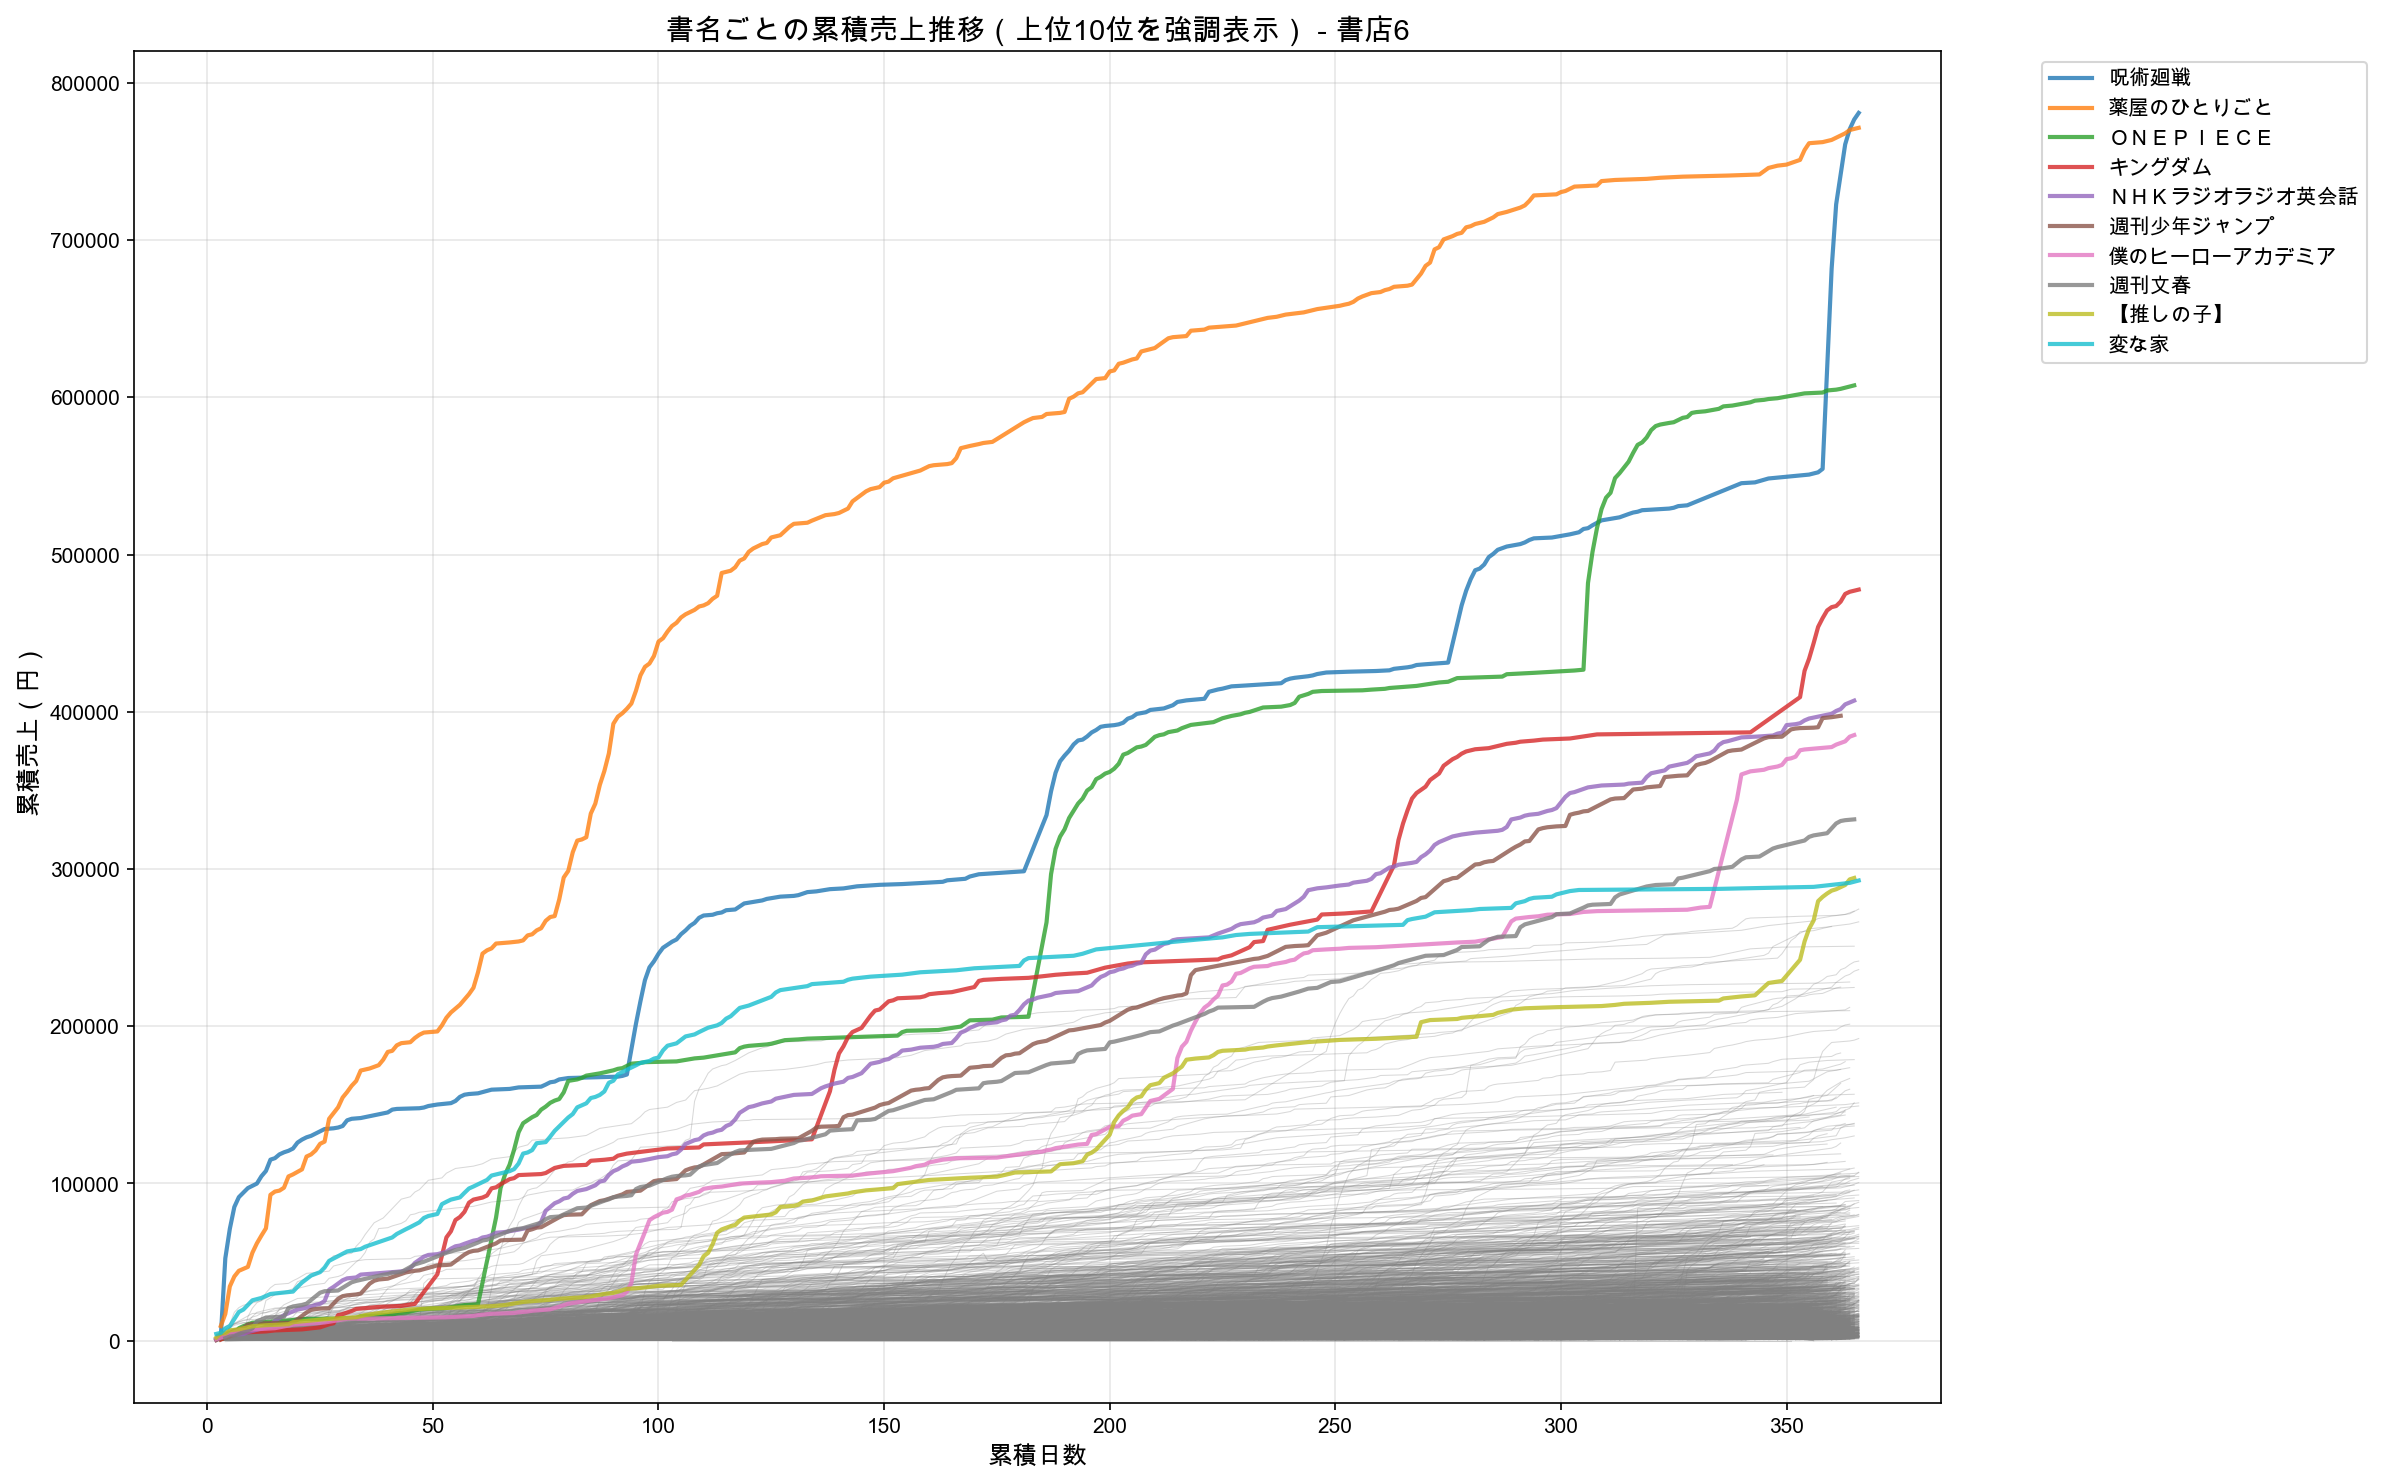 書名ごとの累積売上推移（上位10位を強調表示） - 書店6
累積売上（円）
800000
700000
600000
500000
400000
300000
200000
100000
0
0 50 100 150 200 250 300 350
累積日数
呪術廻戦
薬屋のひとりごと
ＯＮＥＰＩＥＣＥ
キングダム
ＮＨＫラジオラジオ英会話
週刊少年ジャンプ
僕のヒーローアカデミア
週刊文春
【推しの子】
変な家